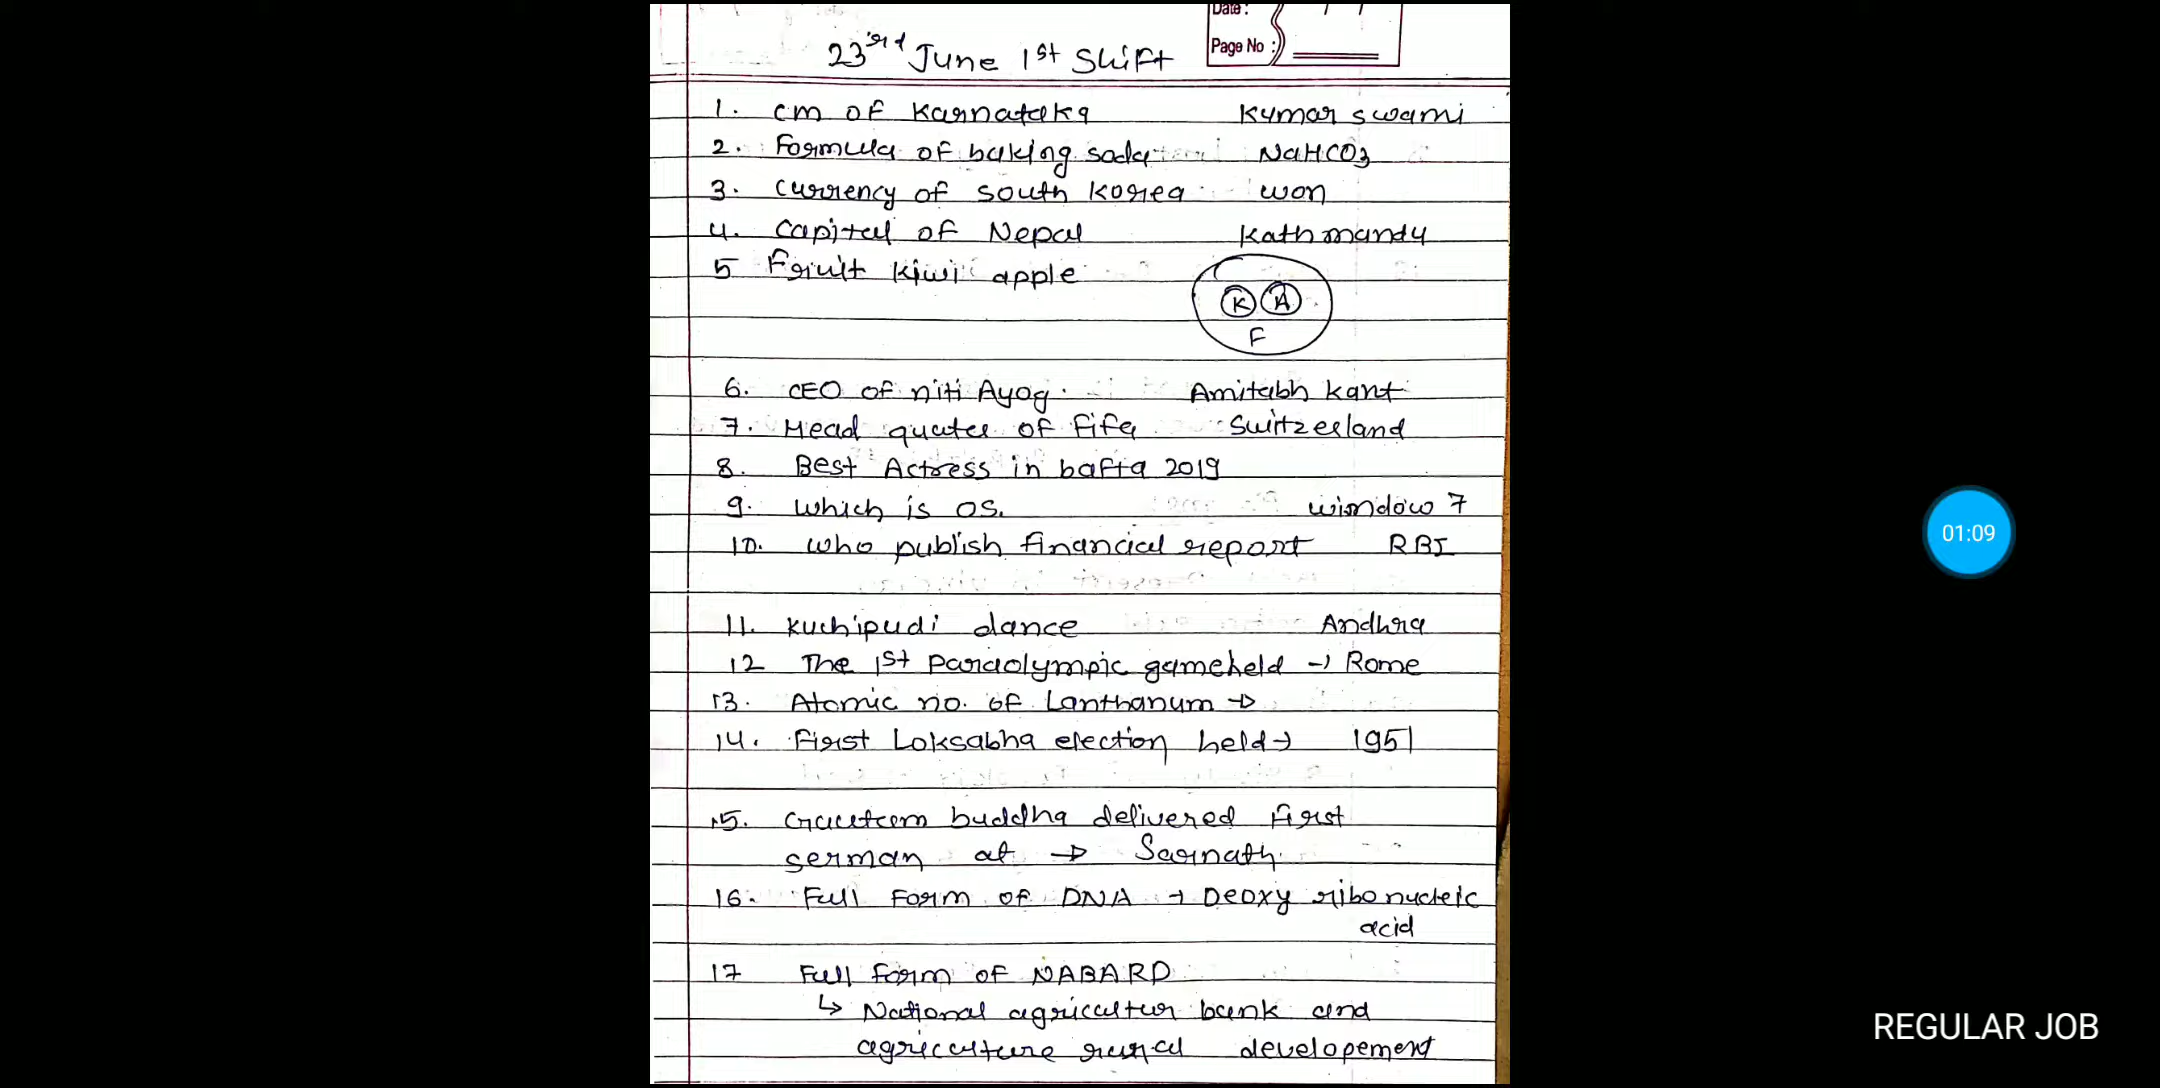 Date :
Page No :
23rd June 1st Shift
1. cm of Karnataka Kumar swami
2. Formula of baking soda NaHCO3
3. currency of south Korea won
4. Capital of Nepal Kathmandu
5 Fruit kiwi apple
K A
F
6. CEO of niti Ayog. Amitabh kant
7. Head quater of fifa Switzerland
8. Best Actress in bafta 2019
9. which is OS. window 7
10. who publish financial report RBI
01:09
11. kuchipudi dance Andhra
12 The 1st paraolympic gameheld → Rome
13. Atomic no. of Lanthanum →
14. First Loksabha election held → 1951
15. Gautam buddha delivered first
serman at → Sarnath.
16. Full Form of DNA → Deoxy ribo nucleic
acid
17 Full form of NABARD
↳ National agricultur bank and
agriculture rural developement
REGULAR JOB